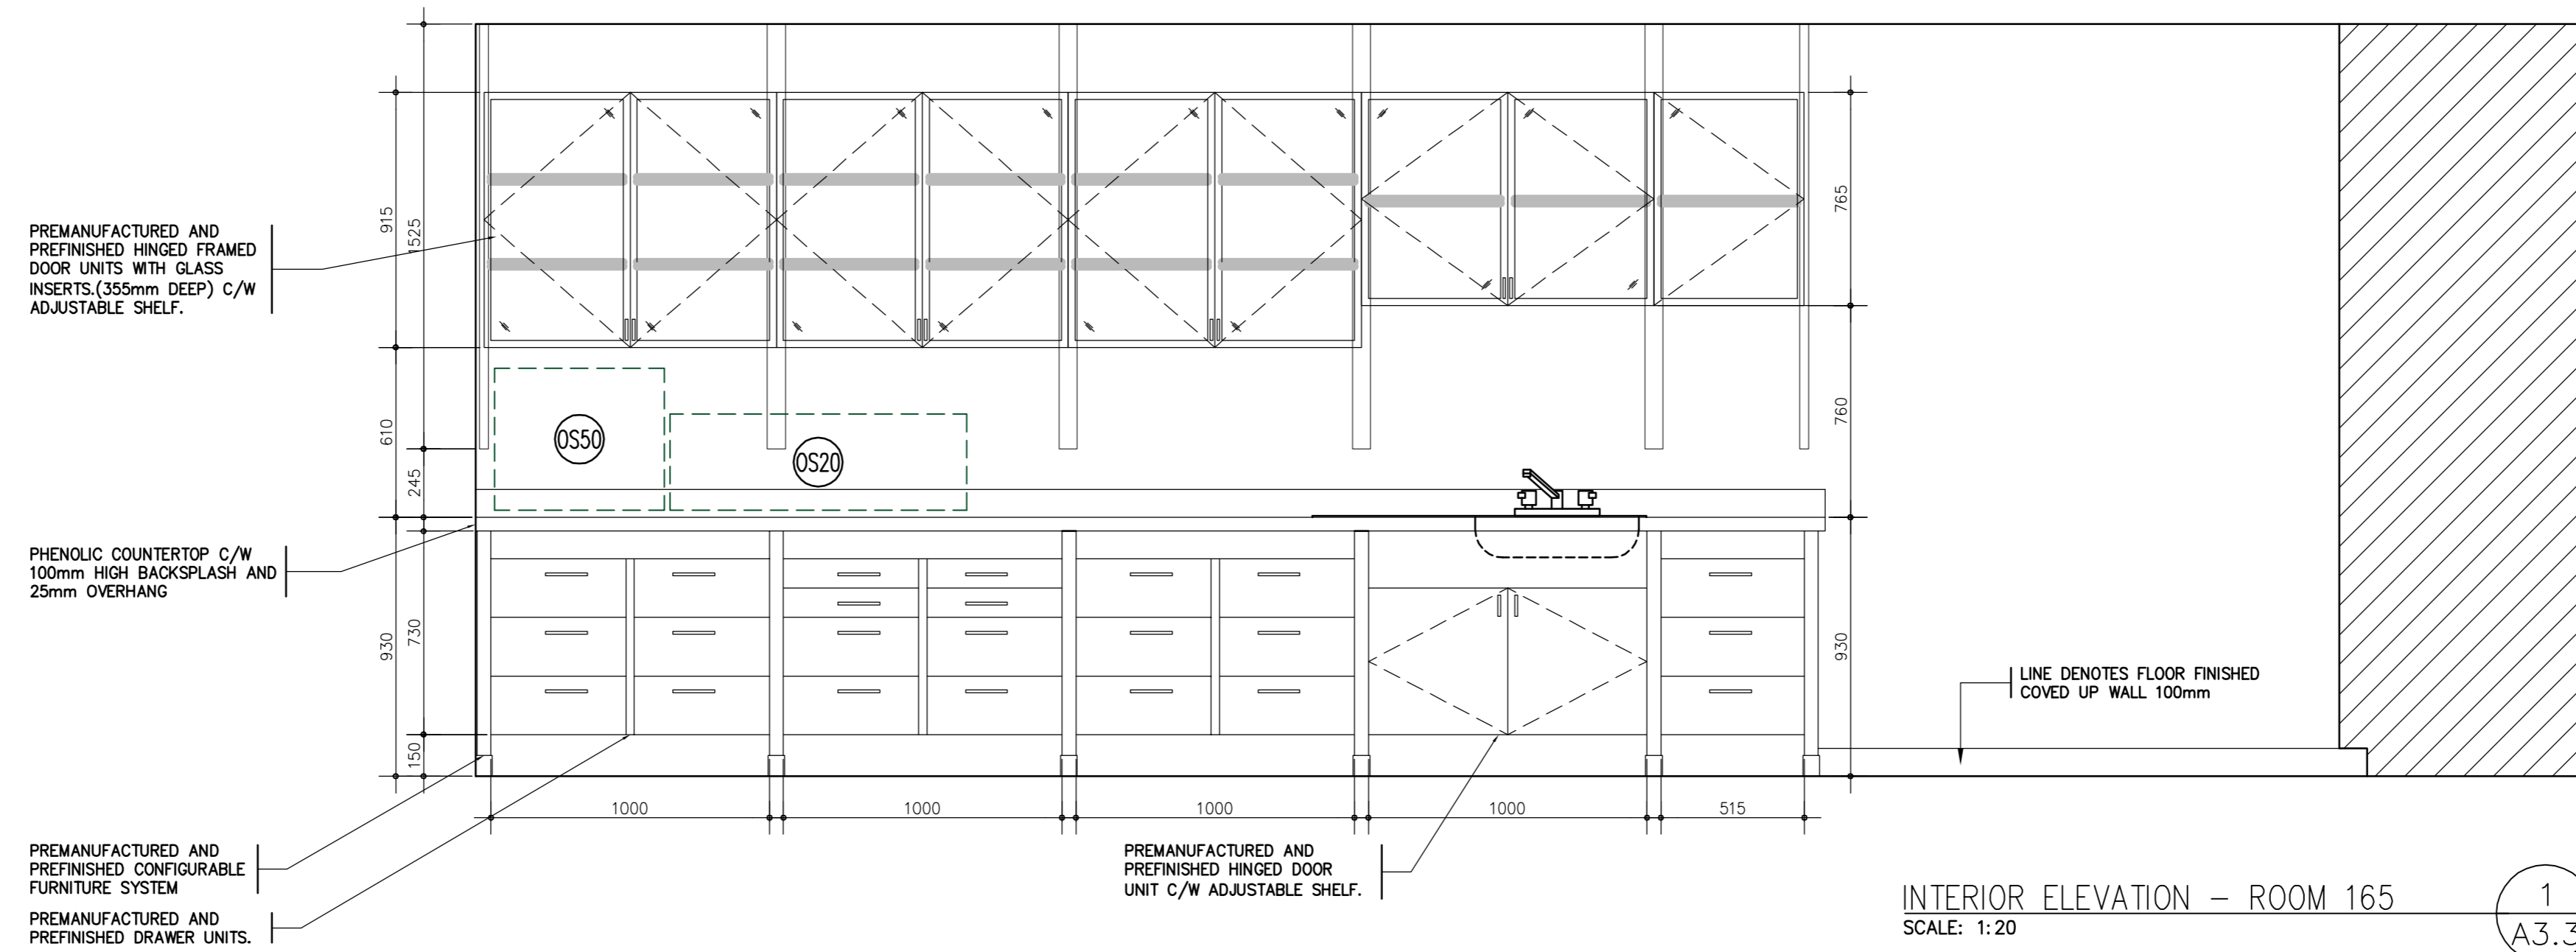 915
1525
765
PREMANUFACTURED AND
PREFINISHED HINGED FRAMED
DOOR UNITS WITH GLASS
INSERTS.(355mm DEEP) C/W
ADJUSTABLE SHELF.
610
760
OS50
OS20
245
PHENOLIC COUNTERTOP C/W
100mm HIGH BACKSPLASH AND
25mm OVERHANG
930
730
930
LINE DENOTES FLOOR FINISHED
COVED UP WALL 100mm
150
1000
1000
1000
1000
515
PREMANUFACTURED AND
PREFINISHED CONFIGURABLE
FURNITURE SYSTEM
PREMANUFACTURED AND
PREFINISHED HINGED DOOR
UNIT C/W ADJUSTABLE SHELF.
PREMANUFACTURED AND
PREFINISHED DRAWER UNITS.
INTERIOR ELEVATION – ROOM 165
SCALE: 1:20
1
A3.3